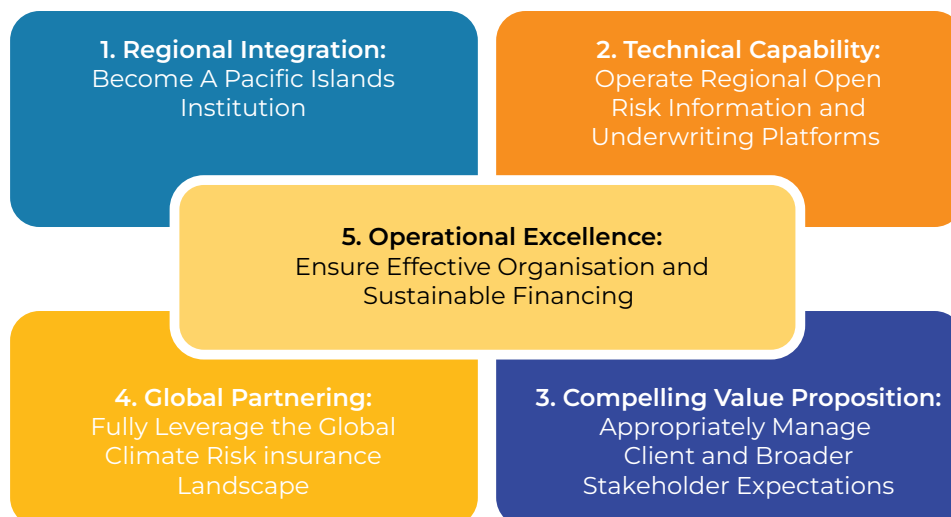 1. Regional Integration:
Become A Pacific Islands
Institution
2. Technical Capability:
Operate Regional Open
Risk Information and
Underwriting Platforms
5. Operational Excellence:
Ensure Effective Organisation and
Sustainable Financing
4. Global Partnering:
Fully Leverage the Global
Climate Risk insurance
Landscape
3. Compelling Value Proposition:
Appropriately Manage
Client and Broader
Stakeholder Expectations